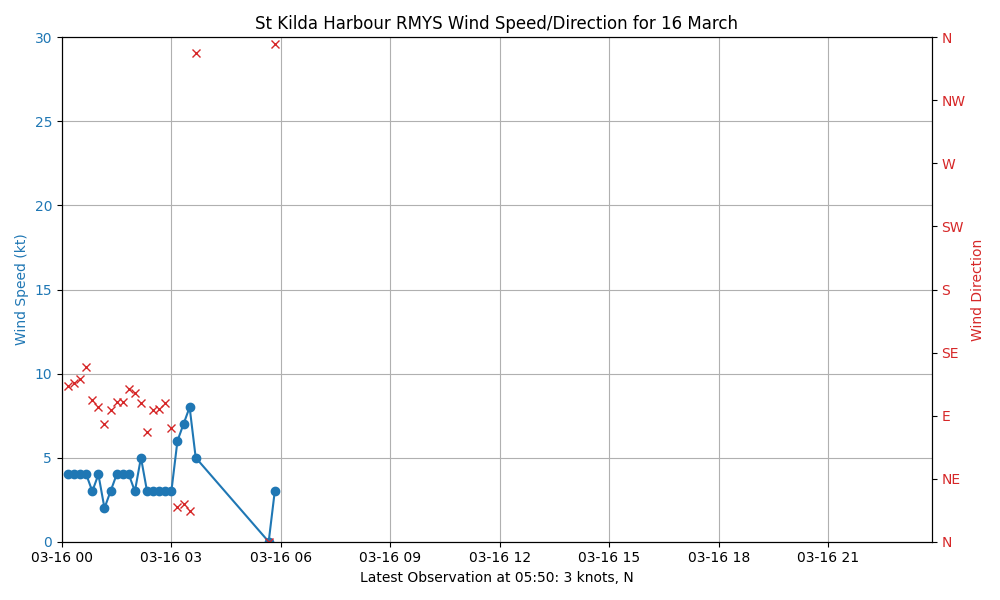 St Kilda Harbour RMYS Wind Speed/Direction for 16 March
30
25
20
15
10
5
0
Wind Speed (kt)
N
NW
W
SW
S
SE
E
NE
N
Wind Direction
03-16 00
03-16 03
03-16 06
03-16 09
03-16 12
03-16 15
03-16 18
03-16 21
Latest Observation at 05:50: 3 knots, N